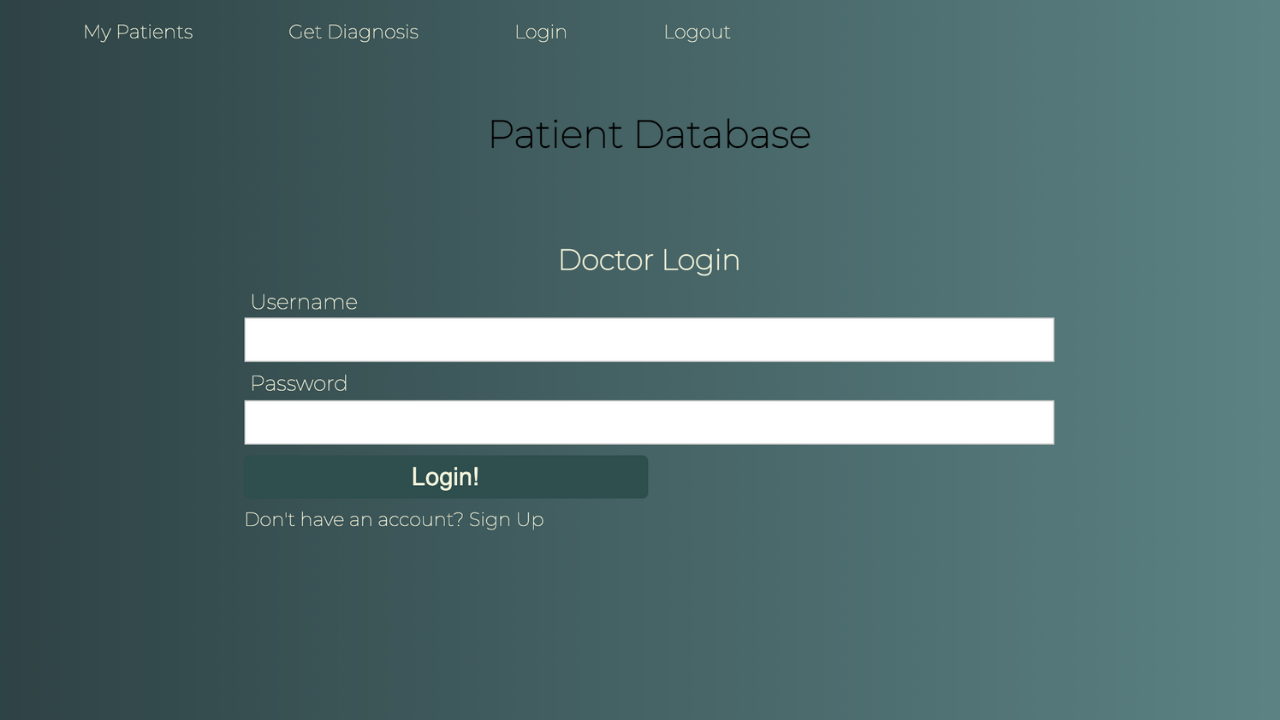 My Patients Get Diagnosis Login Logout
Patient Database
Doctor Login
Username
Password
Login!
Don't have an account? Sign Up